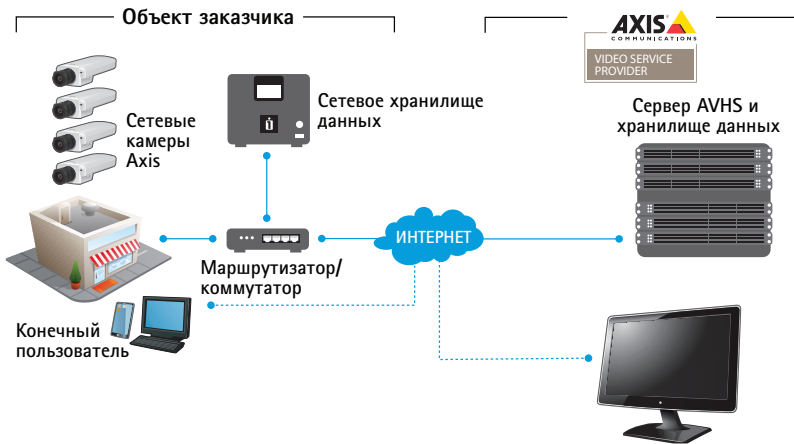 Объект заказчика
AXIS
COMMUNICATIONS
VIDEO SERVICE
PROVIDER
Сетевые
камеры
Axis
Сетевое хранилище
данных
Сервер AVHS и
хранилище данных
ИНТЕРНЕТ
Маршрутизатор/
коммутатор
Конечный
пользователь